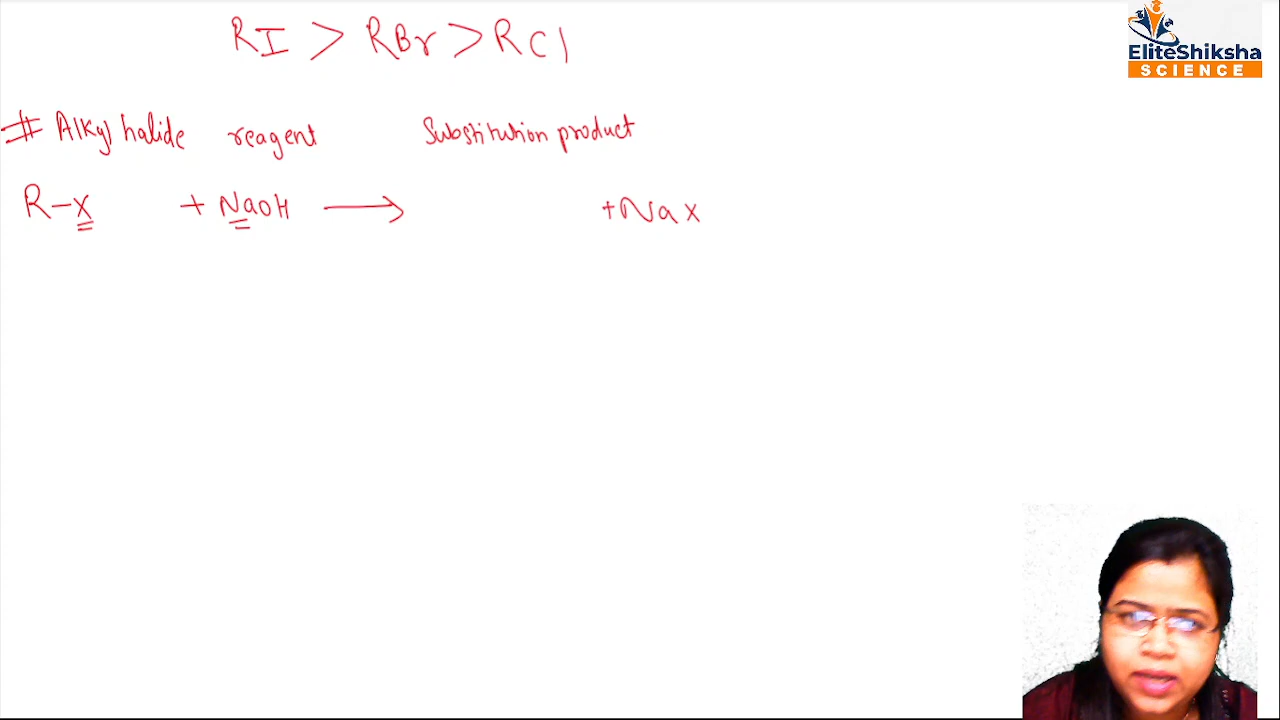 RI > RBr > RCl
EliteShiksha
SCIENCE
# Alkyl halide reagent Substitution product
R-X + NaOH → + Nax